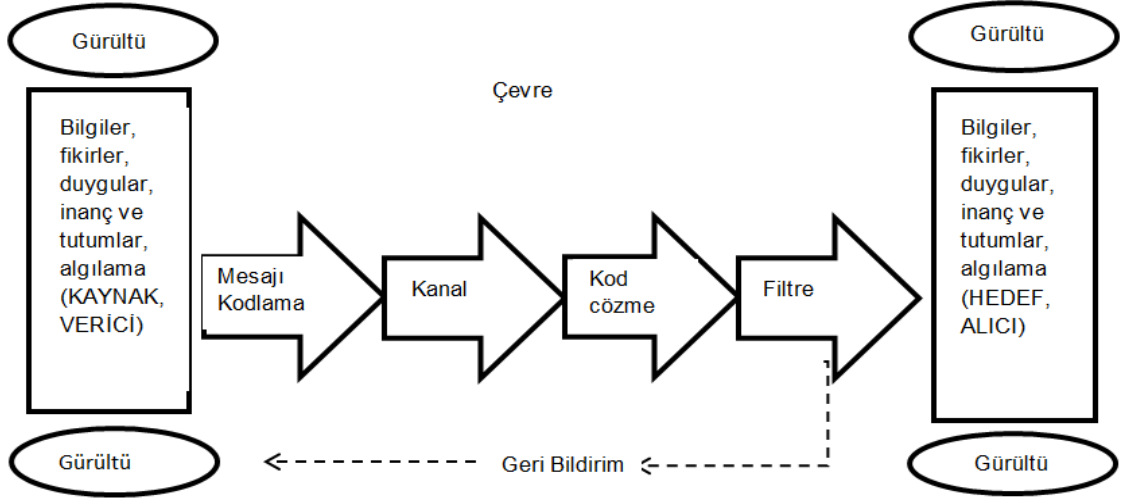 Gürültü
Gürültü
Çevre
Bilgiler,
fikirler,
duygular,
inanç ve
tutumlar,
algılama
(KAYNAK,
VERİCİ)
Mesajı
Kodlama
Kanal
Kod
cözme
Filtre
Bilgiler,
fikirler,
duygular,
inanç ve
tutumlar,
algılama
(HEDEF,
ALICI)
Gürültü
Geri Bildirim
Gürültü